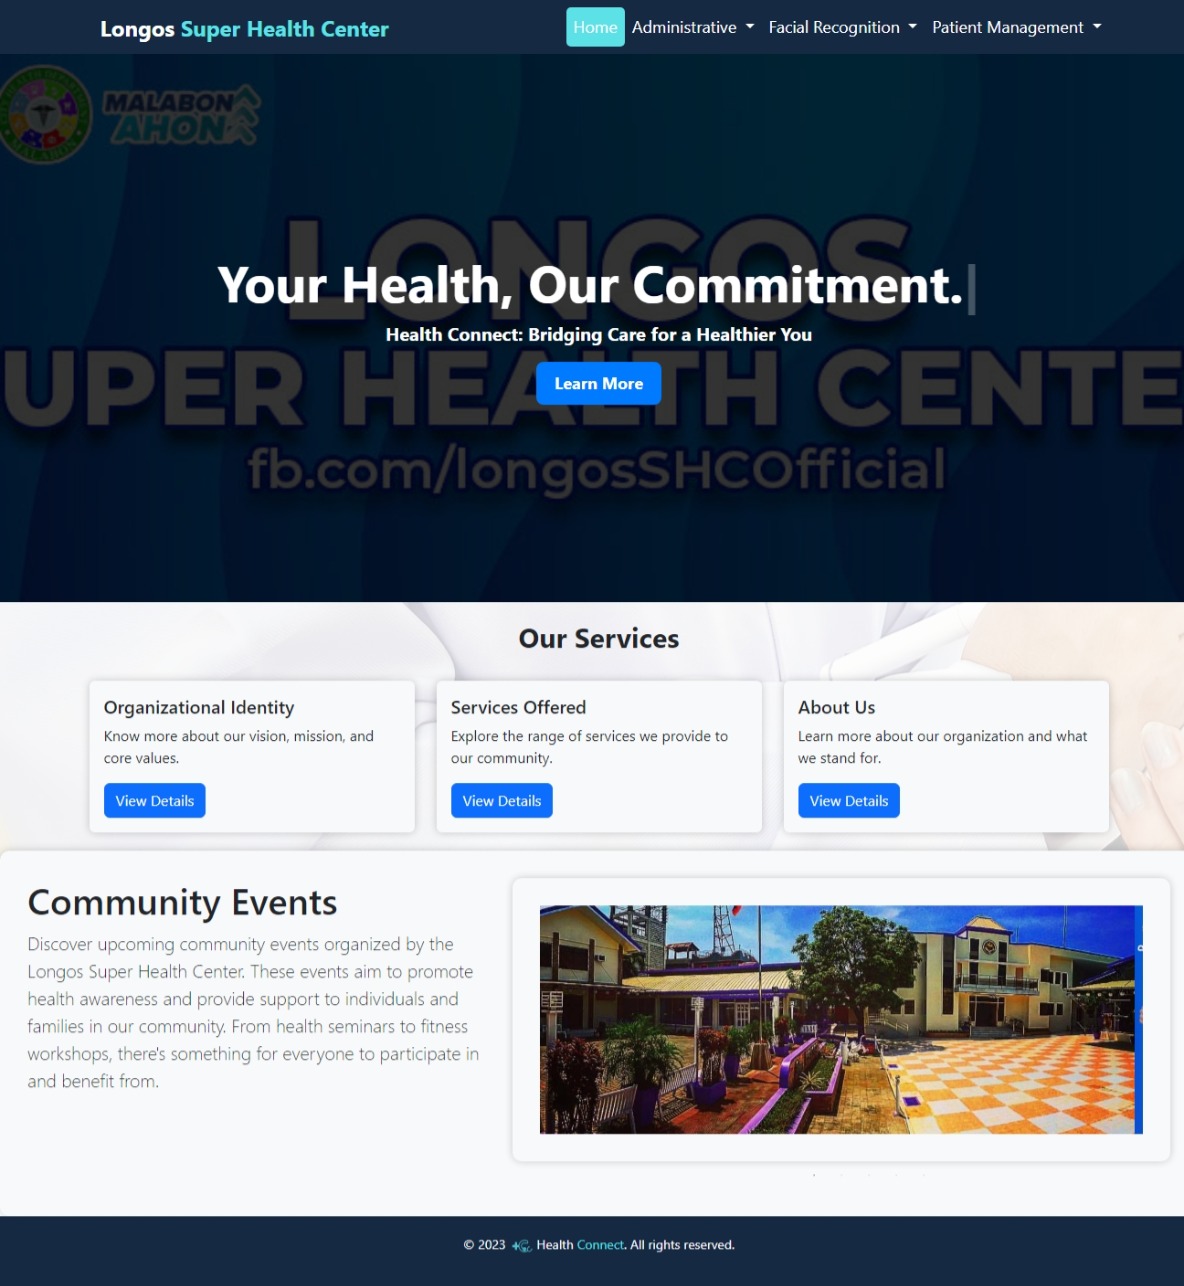 Longos Super Health Center
Home Administrative Facial Recognition Patient Management
MALABON
AHON
LONGOS
Your Health, Our Commitment.
Health Connect: Bridging Care for a Healthier You
UPER HEALTH CENTE
Learn More
fb.com/longosSHCOfficial
Our Services
Organizational Identity
Know more about our vision, mission, and
core values.
View Details
Services Offered
Explore the range of services we provide to
our community.
View Details
About Us
Learn more about our organization and what
we stand for.
View Details
Community Events
Discover upcoming community events organized by the
Longos Super Health Center. These events aim to promote
health awareness and provide support to individuals and
families in our community. From health seminars to fitness
workshops, there's something for everyone to participate in
and benefit from.
© 2023 Health Connect. All rights reserved.